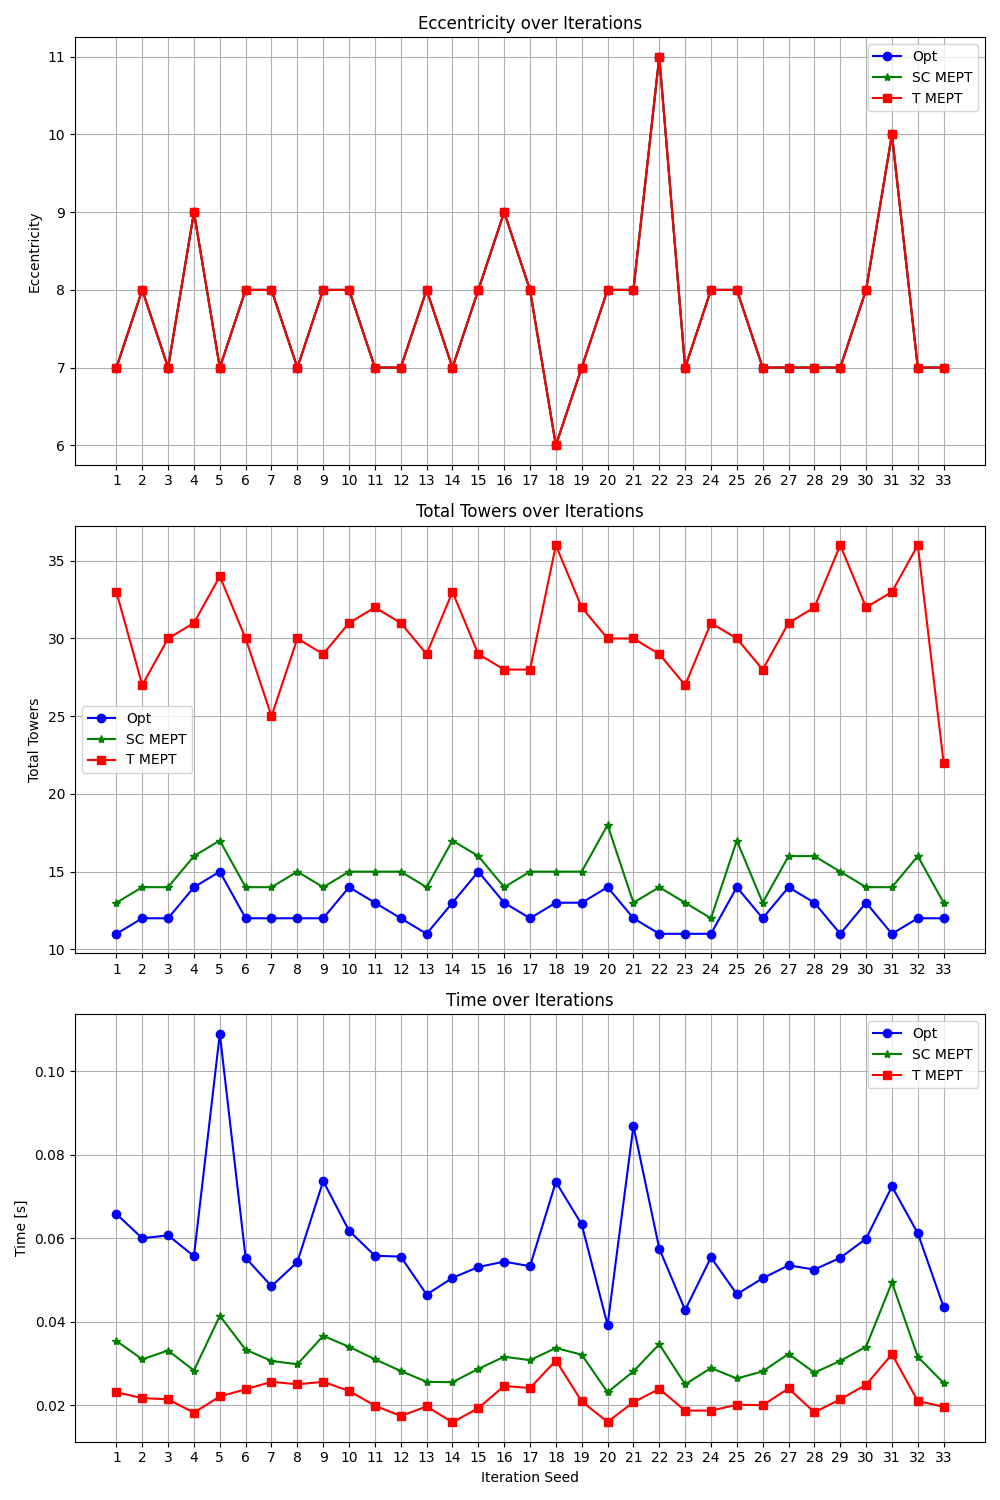 Eccentricity over Iterations
Eccentricity
11
10
9
8
7
6
Opt
SC MEPT
T MEPT
1 2 3 4 5 6 7 8 9 10 11 12 13 14 15 16 17 18 19 20 21 22 23 24 25 26 27 28 29 30 31 32 33
Total Towers over Iterations
Total Towers
35
30
25
20
15
10
Opt
SC MEPT
T MEPT
1 2 3 4 5 6 7 8 9 10 11 12 13 14 15 16 17 18 19 20 21 22 23 24 25 26 27 28 29 30 31 32 33
Time over Iterations
Time [s]
0.10
0.08
0.06
0.04
0.02
Opt
SC MEPT
T MEPT
1 2 3 4 5 6 7 8 9 10 11 12 13 14 15 16 17 18 19 20 21 22 23 24 25 26 27 28 29 30 31 32 33
Iteration Seed